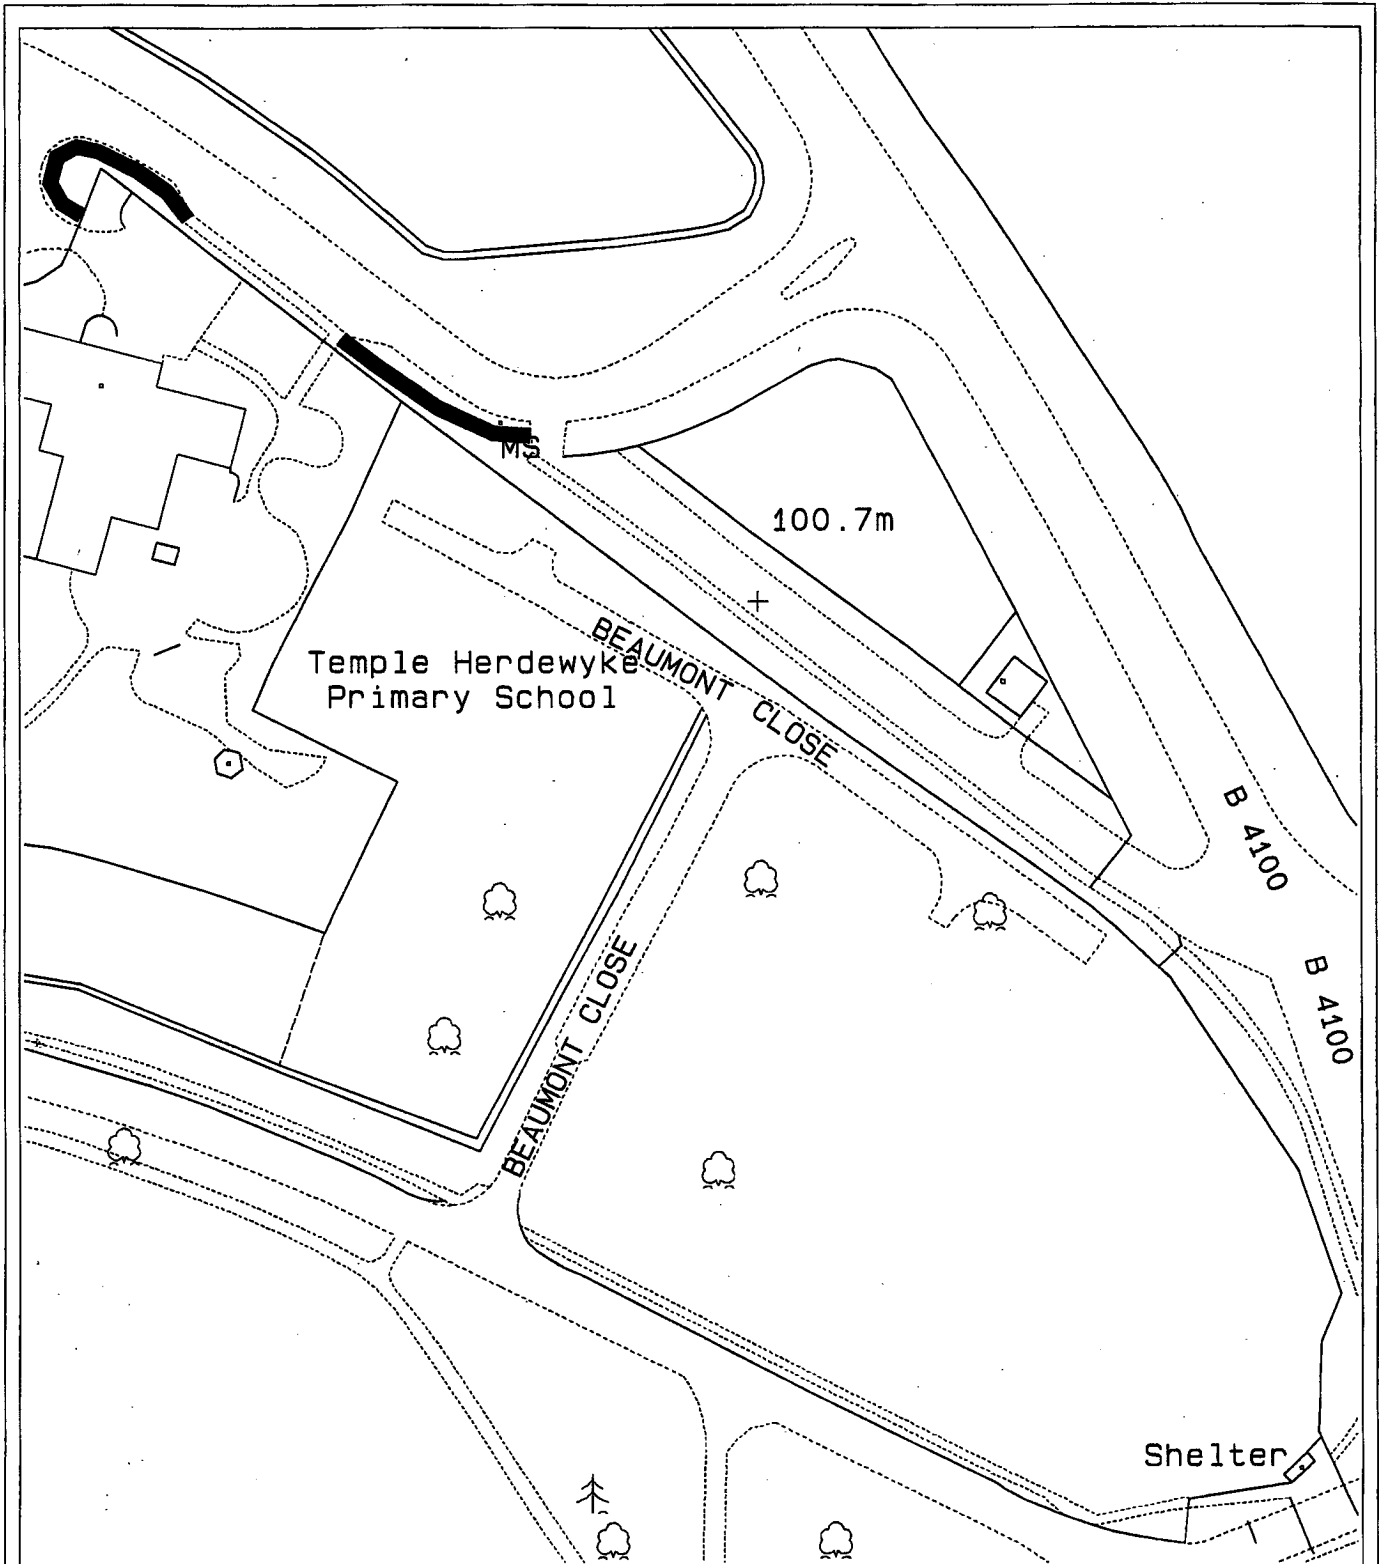 MS
100.7m
BEAUMONT CLOSE
Temple Herdewyke
Primary School
B 4100
BEAUMONT CLOSE
B 4100
Shelter